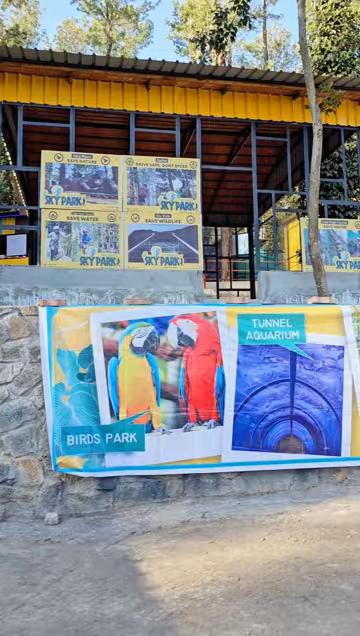 SAVE NATURE
DRIVE SAFE, DONT SPEED
SKY PARK
SKY PARK
SAVE WATER
SAVE WILDLIFE
SKY PARK
SKY PARK
SKY PARK
TUNNEL
AQUARIUM
BIRDS PARK